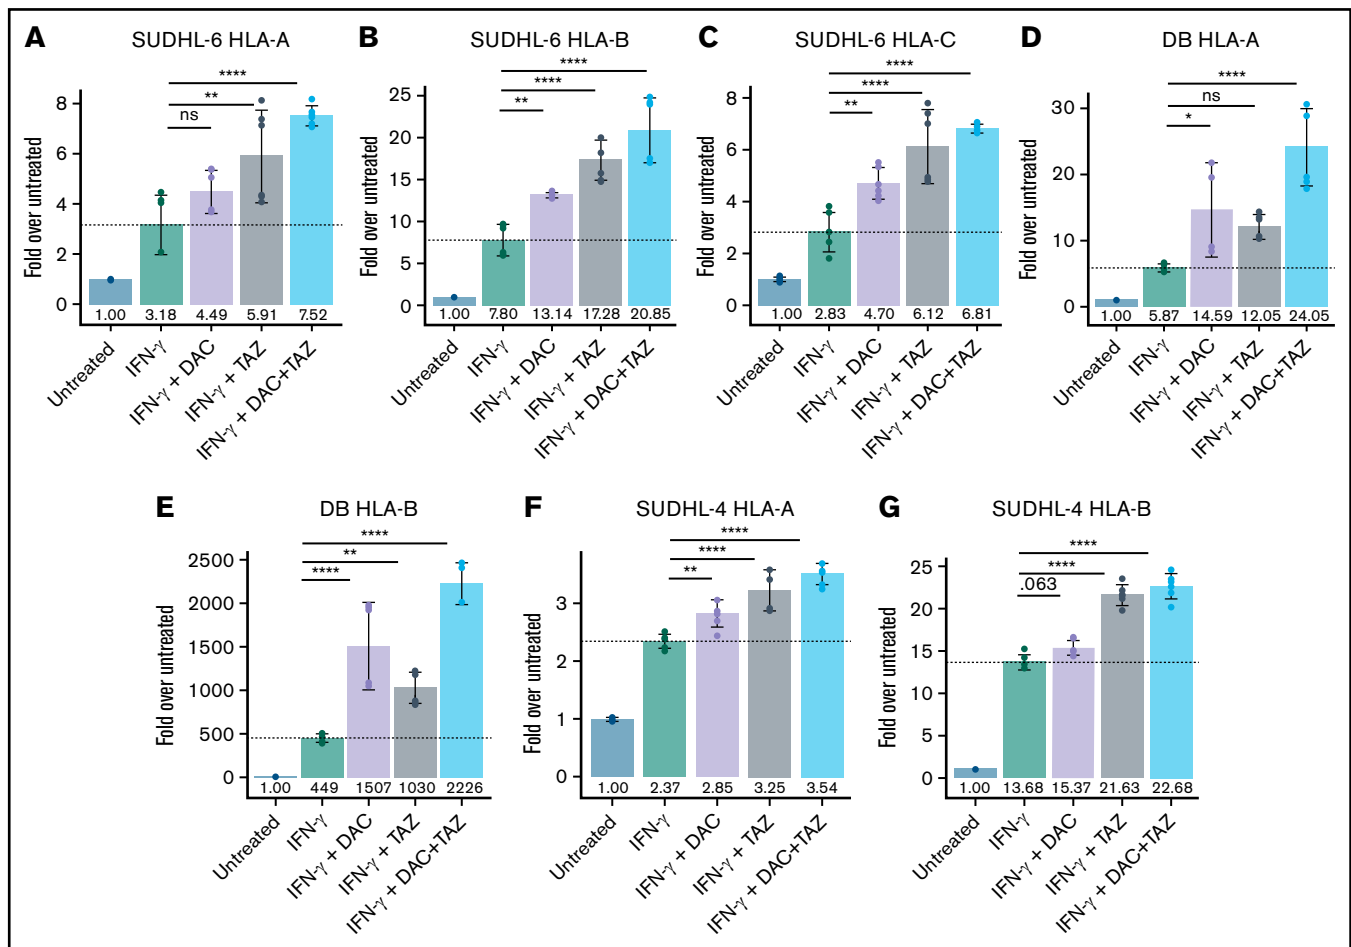 A
SUDHL-6 HLA-A
Fold over untreated
8
6
4
2
0
****
**
ns
1.00 3.18 4.49 5.91 7.52
Untreated
IFN-γ
IFN-γ + DAC
IFN-γ + TAZ
IFN-γ + DAC+TAZ
B
SUDHL-6 HLA-B
Fold over untreated
25
20
15
10
5
0
****
****
**
1.00 7.80 13.14 17.28 20.85
Untreated
IFN-γ
IFN-γ + DAC
IFN-γ + TAZ
IFN-γ + DAC+TAZ
C
SUDHL-6 HLA-C
Fold over untreated
8
6
4
2
0
****
****
**
1.00 2.83 4.70 6.12 6.81
Untreated
IFN-γ
IFN-γ + DAC
IFN-γ + TAZ
IFN-γ + DAC+TAZ
D
DB HLA-A
Fold over untreated
30
20
10
0
****
ns
*
1.00 5.87 14.59 12.05 24.05
Untreated
IFN-γ
IFN-γ + DAC
IFN-γ + TAZ
IFN-γ + DAC+TAZ
E
DB HLA-B
Fold over untreated
2500
2000
1500
1000
500
0
****
**
****
1.00 449 1507 1030 2226
Untreated
IFN-γ
IFN-γ + DAC
IFN-γ + TAZ
IFN-γ + DAC+TAZ
F
SUDHL-4 HLA-A
Fold over untreated
3
2
1
0
****
****
**
1.00 2.37 2.85 3.25 3.54
Untreated
IFN-γ
IFN-γ + DAC
IFN-γ + TAZ
IFN-γ + DAC+TAZ
G
SUDHL-4 HLA-B
Fold over untreated
25
20
15
10
5
0
****
****
.063
1.00 13.68 15.37 21.63 22.68
Untreated
IFN-γ
IFN-γ + DAC
IFN-γ + TAZ
IFN-γ + DAC+TAZ